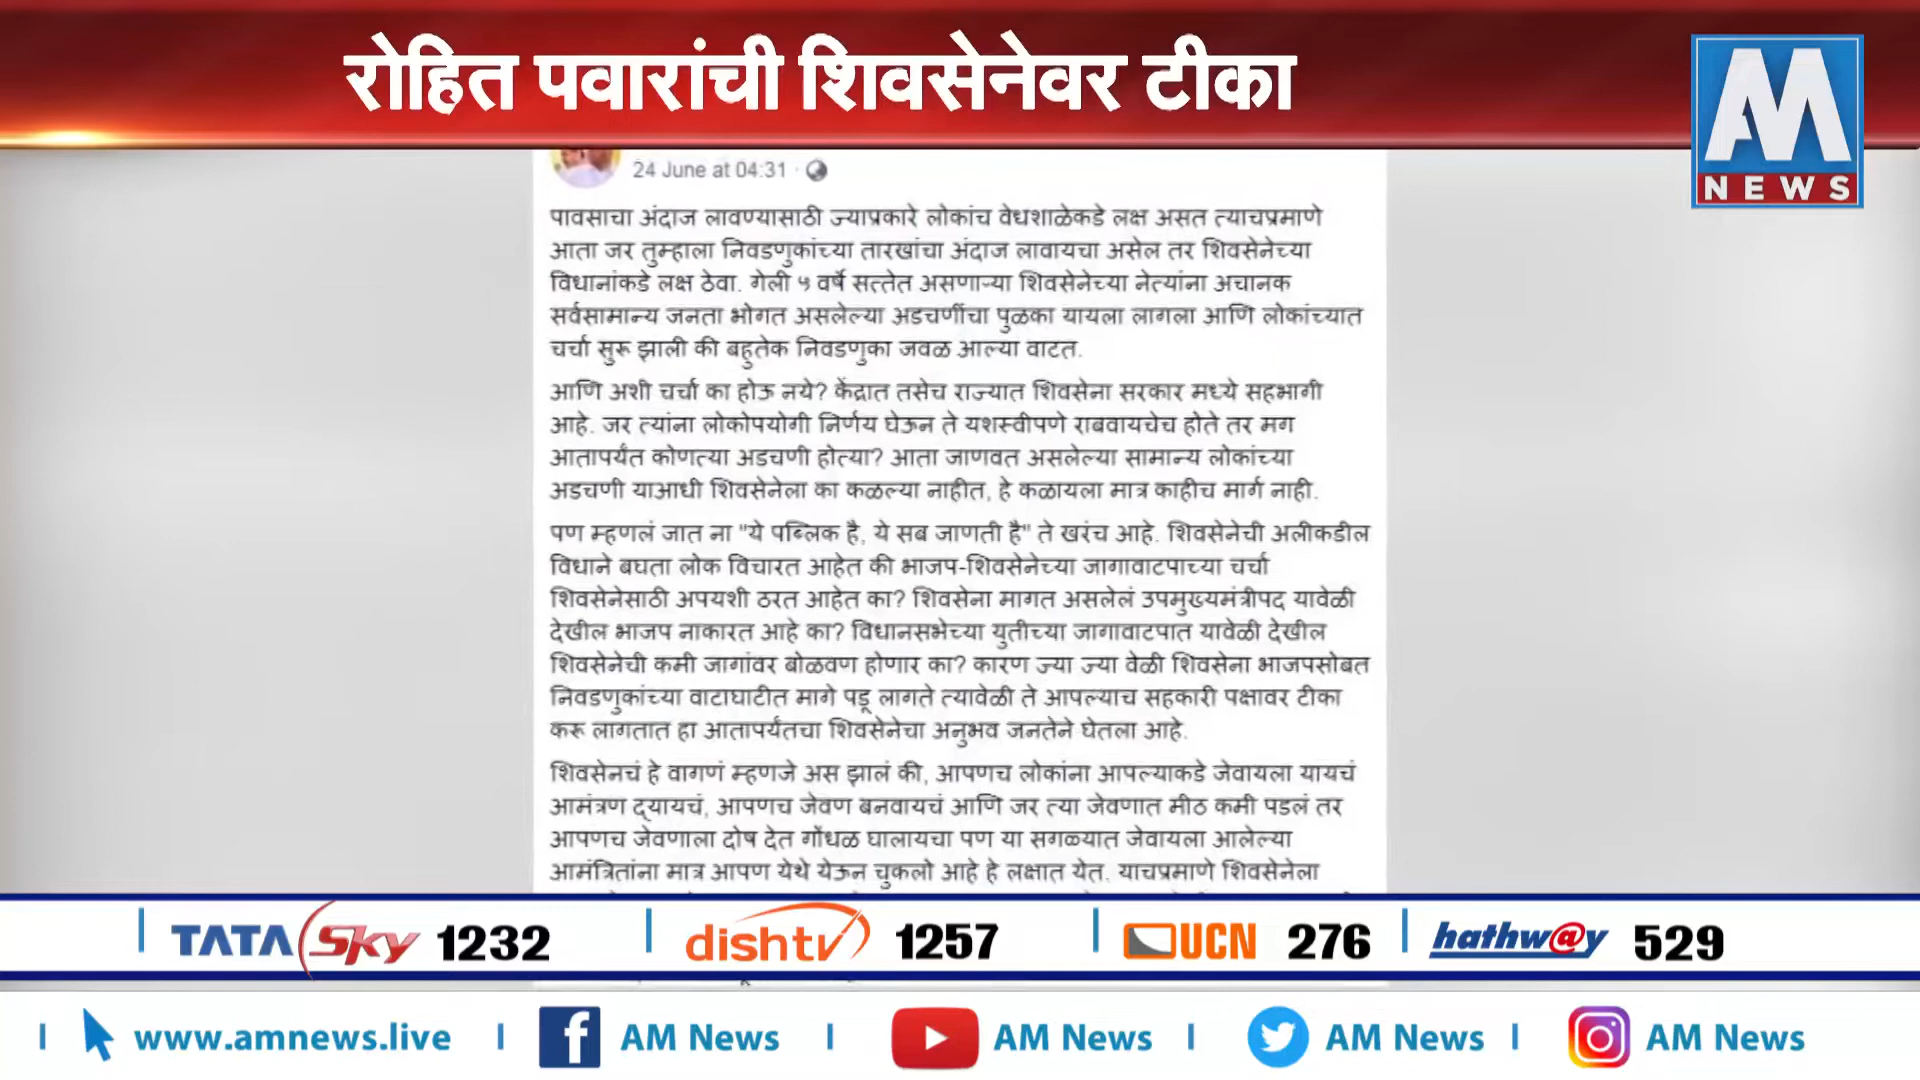 रोहित पवारांची शिवसेनेवर टीका
AM
NEWS
24 June at 04:31 ·
पावसाचा अंदाज लावण्यासाठी ज्याप्रकारे लोकांच वेधशाळेकडे लक्ष असत त्याचप्रमाणे
आता जर तुम्हाला निवडणुकांच्या तारखांचा अंदाज लावायचा असेल तर शिवसेनेच्या
विधानांकडे लक्ष ठेवा. गेली ५ वर्षे सत्तेत असणाऱ्या शिवसेनेच्या नेत्यांना अचानक
सर्वसामान्य जनता भोगत असलेल्या अडचणींचा पुळका यायला लागला आणि लोकांच्यात
चर्चा सुरू झाली की बहुतेक निवडणुका जवळ आल्या वाटत.
आणि अशी चर्चा का होऊ नये? केंद्रात तसेच राज्यात शिवसेना सरकार मध्ये सहभागी
आहे. जर त्यांना लोकोपयोगी निर्णय घेऊन ते यशस्वीपणे राबवायचेच होते तर मग
आतापर्यंत कोणत्या अडचणी होत्या? आता जाणवत असलेल्या सामान्य लोकांच्या
अडचणी याआधी शिवसेनेला का कळल्या नाहीत, हे कळायला मात्र काहीच मार्ग नाही.
पण म्हणलं जात ना "ये पब्लिक है, ये सब जाणती है" ते खरंच आहे. शिवसेनेची अलीकडील
विधाने बघता लोक विचारत आहेत की भाजप-शिवसेनेच्या जागावाटपाच्या चर्चा
शिवसेनेसाठी अपयशी ठरत आहेत का? शिवसेना मागत असलेलं उपमुख्यमंत्रीपद यावेळी
देखील भाजप नाकारत आहे का? विधानसभेच्या युतीच्या जागावाटपात यावेळी देखील
शिवसेनेची कमी जागांवर बोळवण होणार का? कारण ज्या ज्या वेळी शिवसेना भाजपसोबत
निवडणुकांच्या वाटाघाटीत मागे पडू लागते त्यावेळी ते आपल्याच सहकारी पक्षावर टीका
करू लागतात हा आतापर्यंतचा शिवसेनेचा अनुभव जनतेने घेतला आहे.
शिवसेनचं हे वागणं म्हणजे अस झालं की, आपणच लोकांना आपल्याकडे जेवायला यायचं
आमंत्रण द्यायचं, आपणच जेवण बनवायचं आणि जर त्या जेवणात मीठ कमी पडलं तर
आपणच जेवणाला दोष देत गोंधळ घालायचा पण या सगळ्यात जेवायला आलेल्या
आमंत्रितांना मात्र आपण येथे येऊन चुकलो आहे हे लक्षात येत. याचप्रमाणे शिवसेनेला
TATA Sky 1232 dishtv 1257 UCN 276 hathw@y 529
www.amnews.live AM News AM News AM News AM News